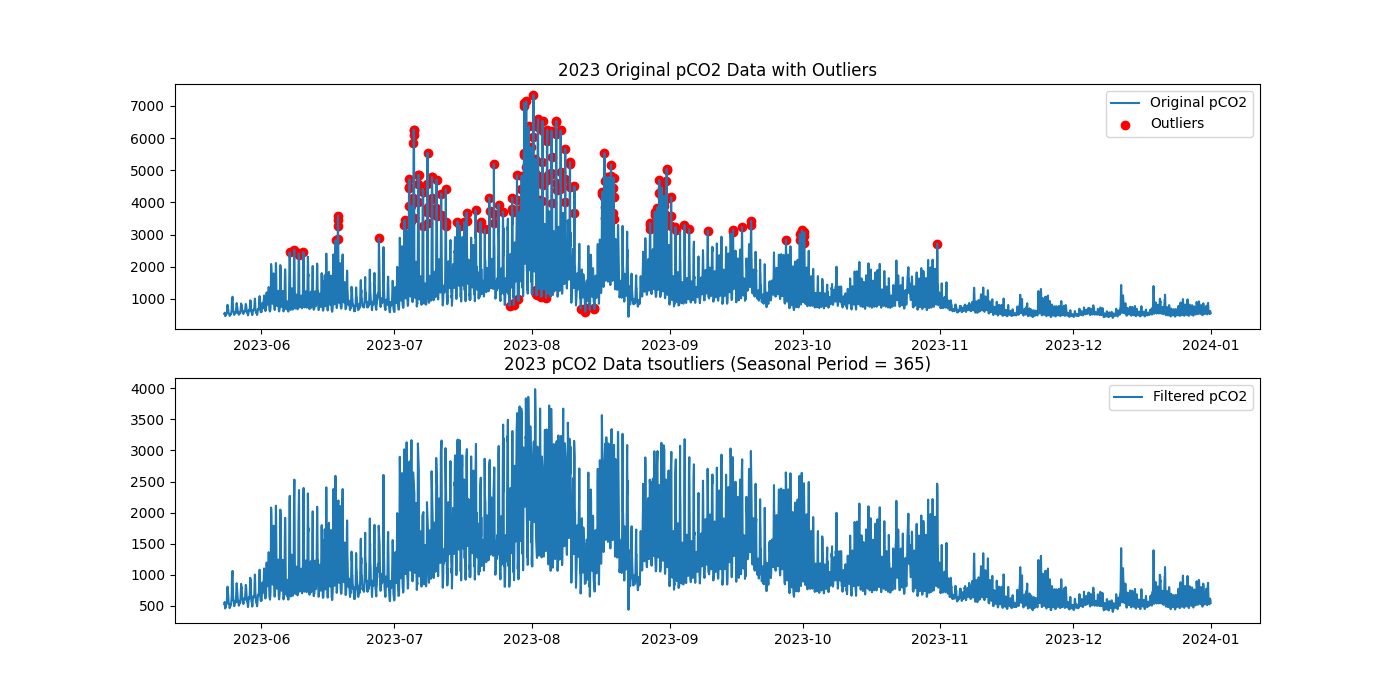 2023 Original pCO2 Data with Outliers
7000
6000
5000
4000
3000
2000
1000
Original pCO2
Outliers
2023-06 2023-07 2023-08 2023-09 2023-10 2023-11 2023-12 2024-01
2023 pCO2 Data tsoutliers (Seasonal Period = 365)
4000
3500
3000
2500
2000
1500
1000
500
Filtered pCO2
2023-06 2023-07 2023-08 2023-09 2023-10 2023-11 2023-12 2024-01